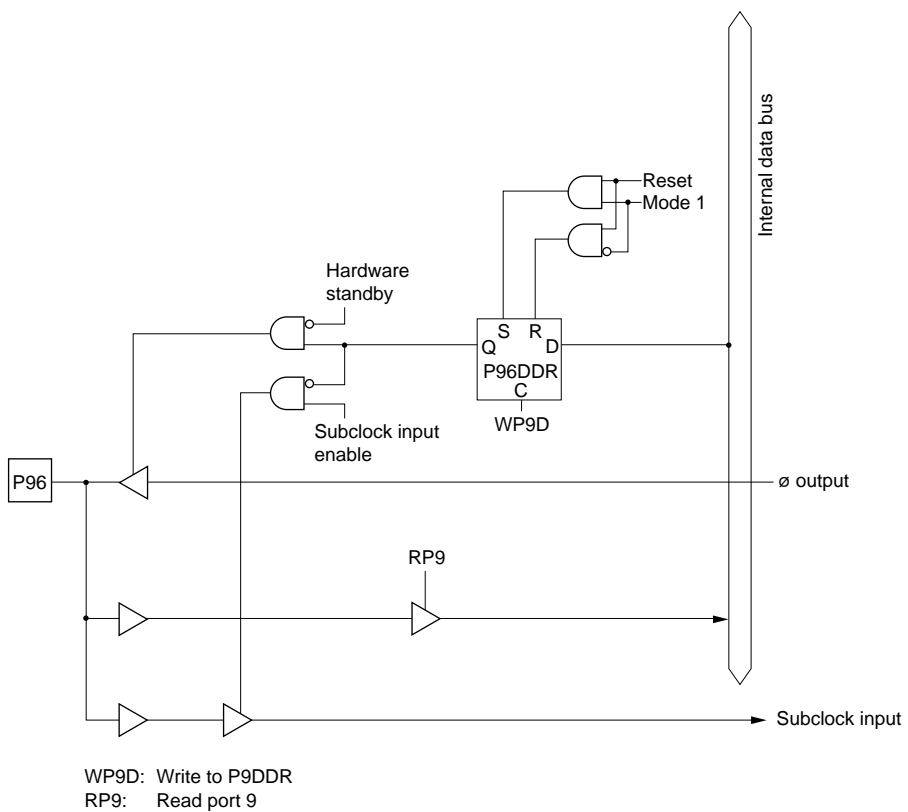 Internal data bus
Reset
Mode 1
Hardware
standby
S R
Q D
P96DDR
C
WP9D
Subclock input
enable
P96
ø output
RP9
Subclock input
WP9D: Write to P9DDR
RP9: Read port 9